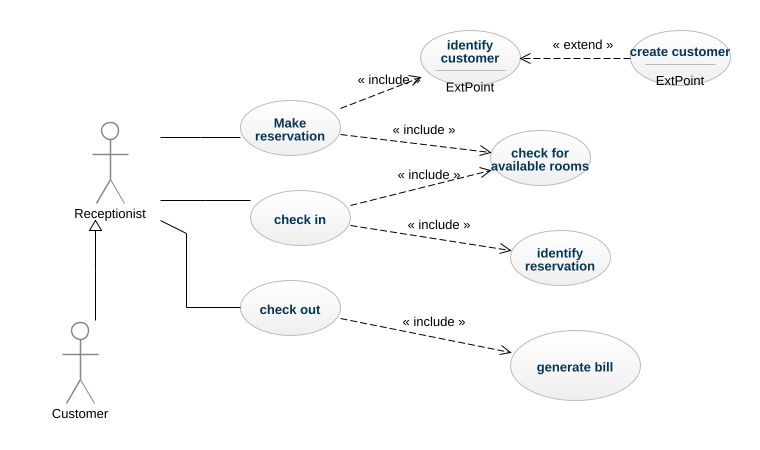 identify
customer
ExtPoint
« extend »
create customer
ExtPoint
« include »
Make
reservation
« include »
check for
available rooms
« include »
Receptionist
check in
« include »
identify
reservation
check out
« include »
generate bill
Customer